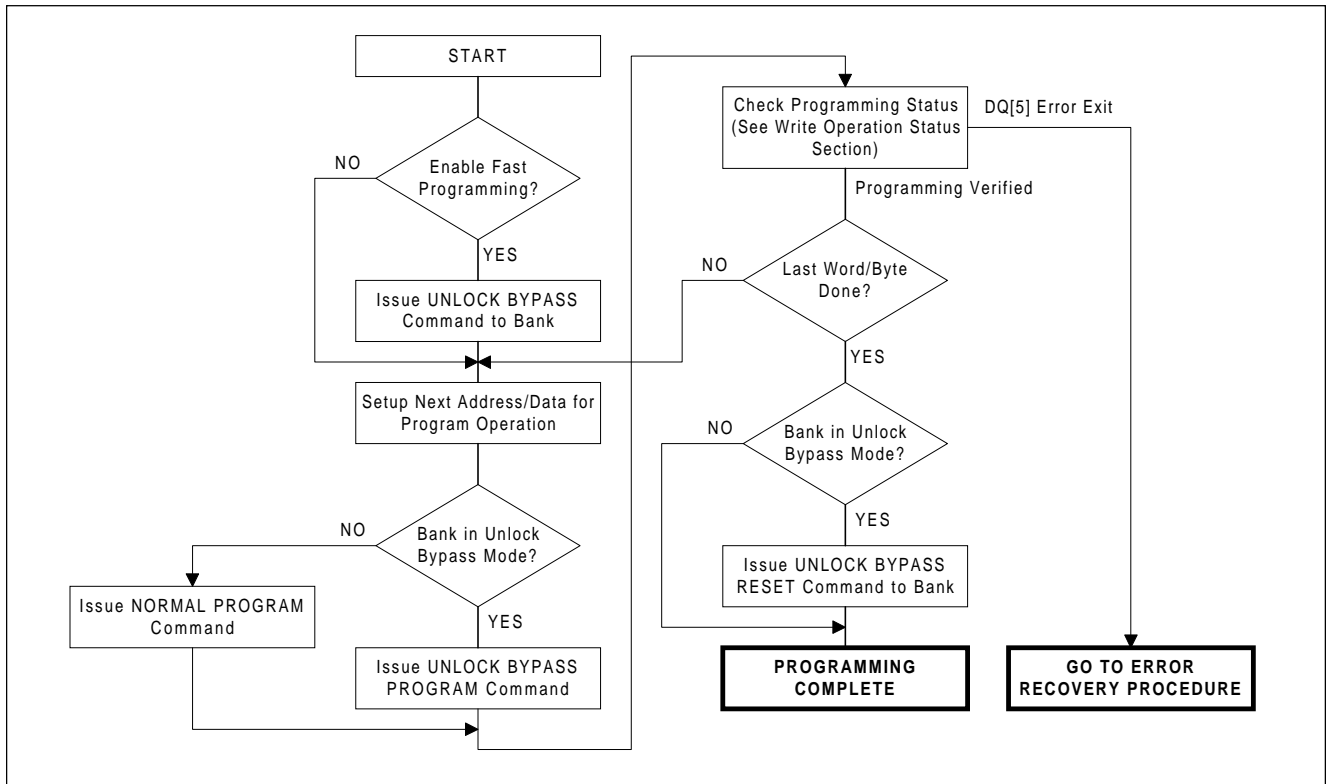 START
NO
Enable Fast
Programming?
YES
Issue UNLOCK BYPASS
Command to Bank
Setup Next Address/Data for
Program Operation
NO
Bank in Unlock
Bypass Mode?
Issue NORMAL PROGRAM
Command
YES
Issue UNLOCK BYPASS
PROGRAM Command
Check Programming Status
(See Write Operation Status
Section)
DQ[5] Error Exit
Programming Verified
NO
Last Word/Byte
Done?
YES
NO
Bank in Unlock
Bypass Mode?
YES
Issue UNLOCK BYPASS
RESET Command to Bank
PROGRAMMING
COMPLETE
GO TO ERROR
RECOVERY PROCEDURE